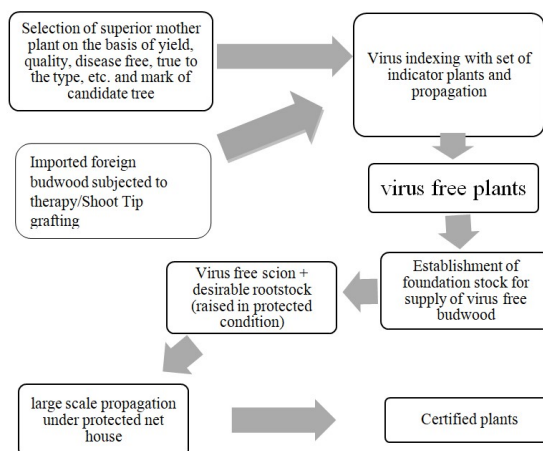 Selection of superior mother
plant on the basis of yield,
quality, disease free, true to
the type, etc. and mark of
candidate tree
Virus indexing with set of
indicator plants and
propagation
Imported foreign
budwood subjected to
therapy/Shoot Tip
grafting
virus free plants
Establishment of
foundation stock for
supply of virus free
budwood
Virus free scion +
desirable rootstock
(raised in protected
condition)
large scale propagation
under protected net
house
Certified plants